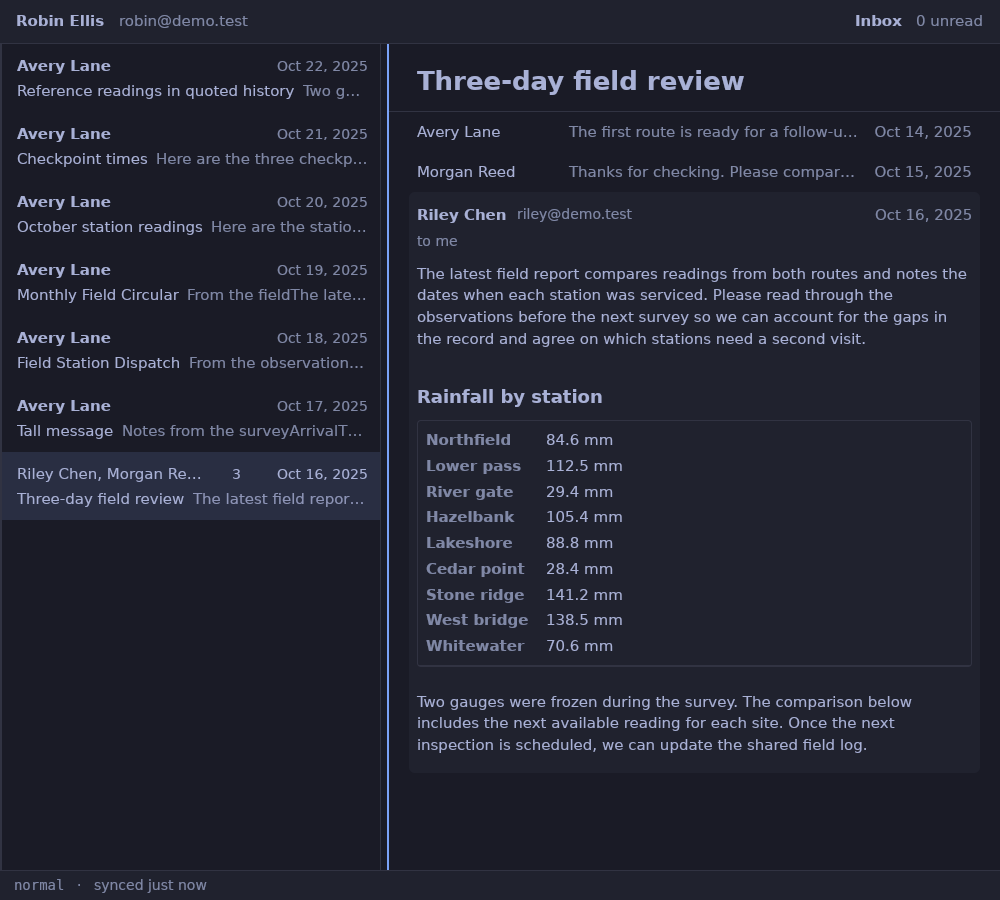 Robin Ellis robin@demo.test
Inbox 0 unread
Avery Lane Oct 22, 2025
Reference readings in quoted history Two g…
Avery Lane Oct 21, 2025
Checkpoint times Here are the three checkp…
Avery Lane Oct 20, 2025
October station readings Here are the statio…
Avery Lane Oct 19, 2025
Monthly Field Circular From the fieldThe late…
Avery Lane Oct 18, 2025
Field Station Dispatch From the observation…
Avery Lane Oct 17, 2025
Tall message Notes from the surveyArrivalT…
Riley Chen, Morgan Re… 3 Oct 16, 2025
Three-day field review The latest field repor…
Three-day field review
Avery Lane The first route is ready for a follow-u… Oct 14, 2025
Morgan Reed Thanks for checking. Please compar… Oct 15, 2025
Riley Chen riley@demo.test Oct 16, 2025
to me
The latest field report compares readings from both routes and notes the
dates when each station was serviced. Please read through the
observations before the next survey so we can account for the gaps in
the record and agree on which stations need a second visit.
Rainfall by station
Northfield 84.6 mm
Lower pass 112.5 mm
River gate 29.4 mm
Hazelbank 105.4 mm
Lakeshore 88.8 mm
Cedar point 28.4 mm
Stone ridge 141.2 mm
West bridge 138.5 mm
Whitewater 70.6 mm
Two gauges were frozen during the survey. The comparison below
includes the next available reading for each site. Once the next
inspection is scheduled, we can update the shared field log.
normal · synced just now